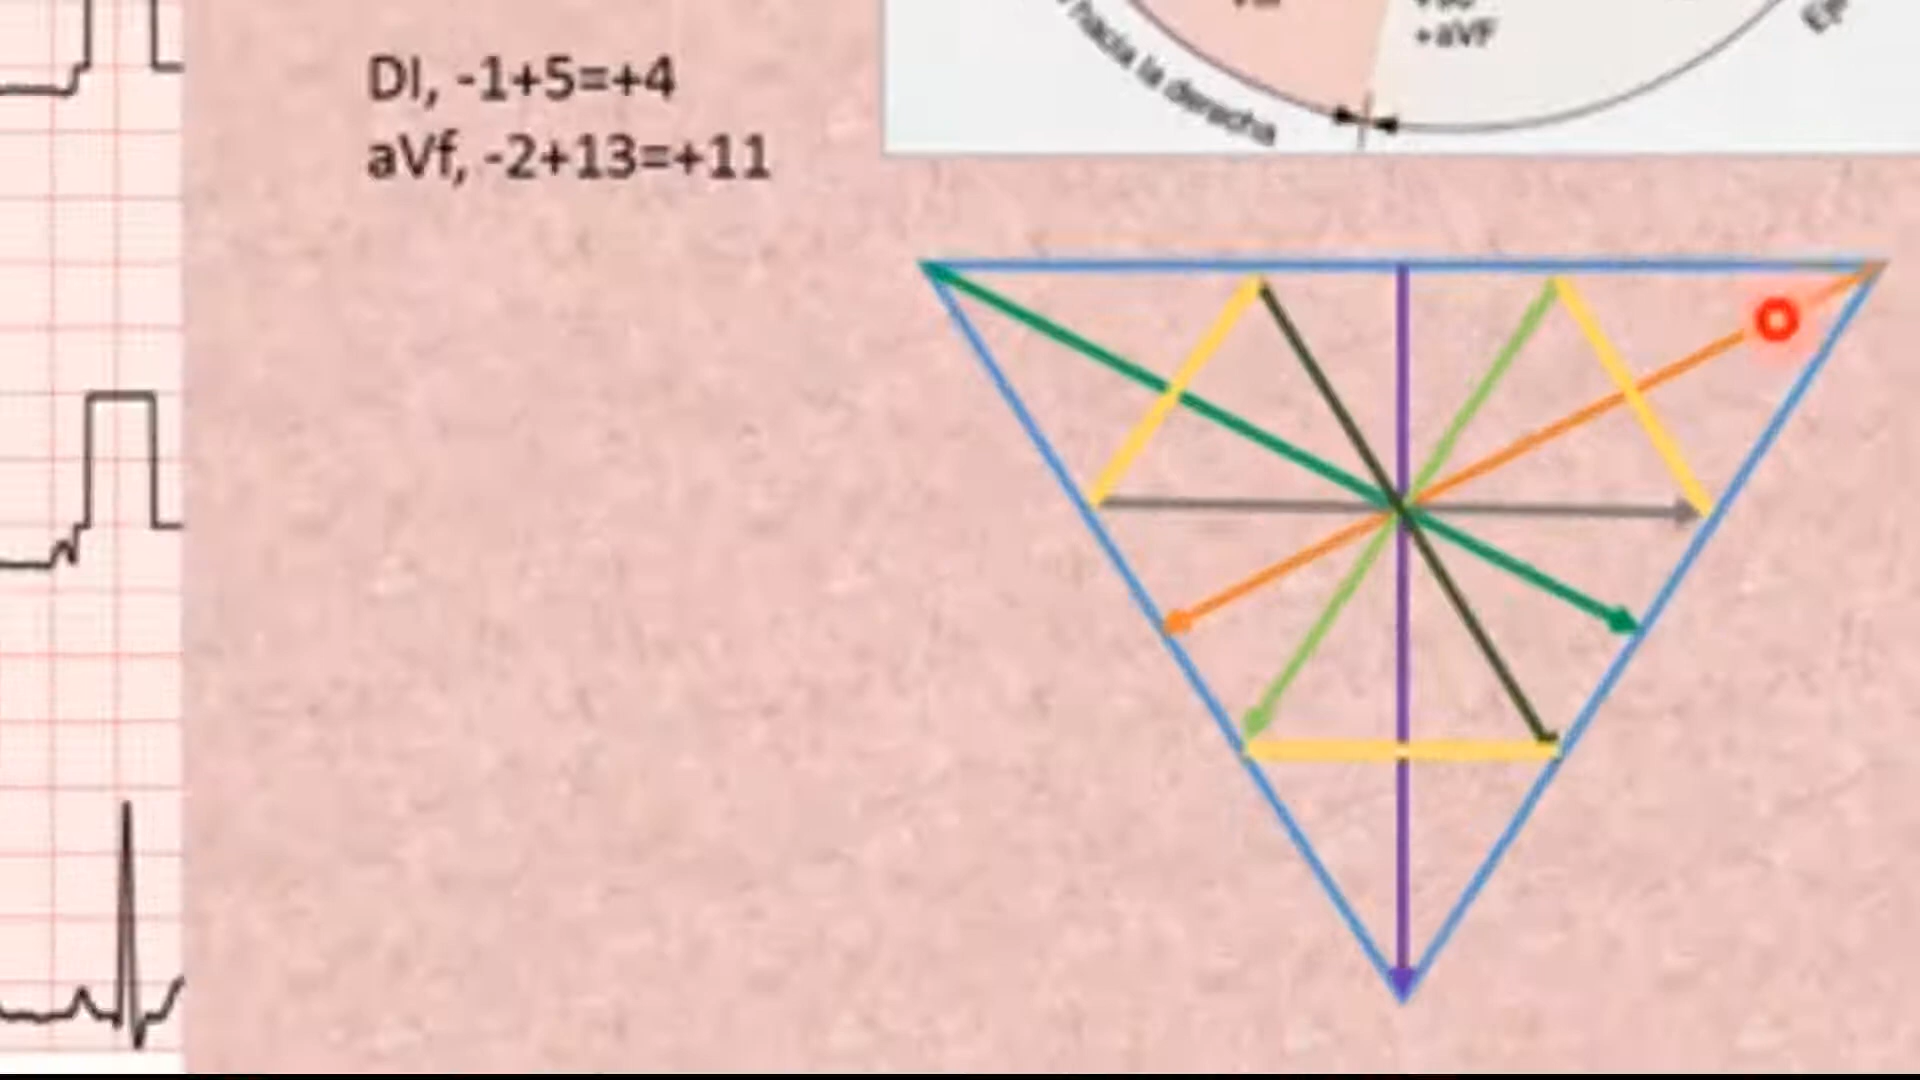 +aVF
hacia la derecha
DI, -1+5=+4
aVf, -2+13=+11